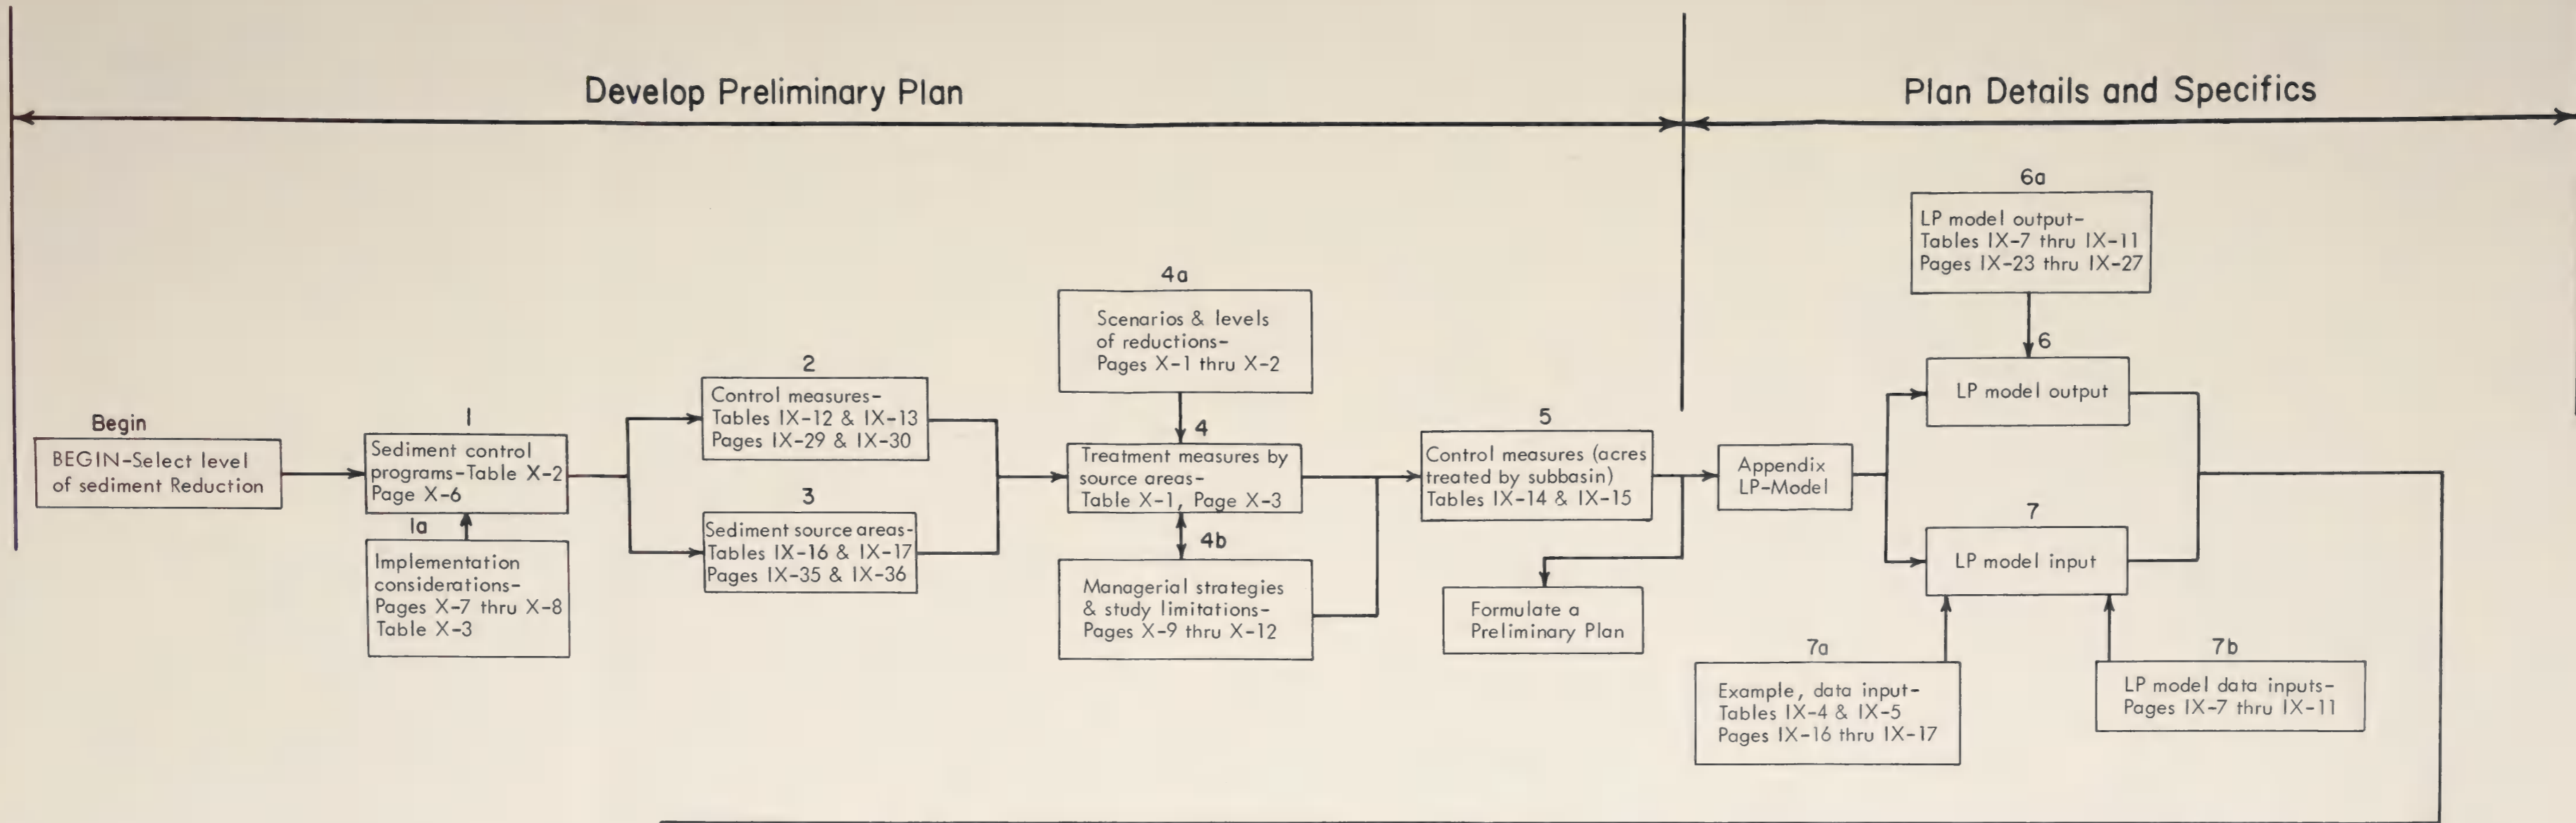 Develop Preliminary Plan
Plan Details and Specifics
Begin
BEGIN-Select level
of sediment Reduction
1
Sediment control
programs-Table X-2
Page X-6
1a
Implementation
considerations-
Pages X-7 thru X-8
Table X-3
2
Control measures-
Tables IX-12 & IX-13
Pages IX-29 & IX-30
3
Sediment source areas-
Tables IX-16 & IX-17
Pages IX-35 & IX-36
4a
Scenarios & levels
of reductions-
Pages X-1 thru X-2
4
Treatment measures by
source areas-
Table X-1, Page X-3
4b
Managerial strategies
& study limitations-
Pages X-9 thru X-12
5
Control measures (acres
treated by subbasin)
Tables IX-14 & IX-15
Formulate a
Preliminary Plan
Appendix
LP-Model
6a
LP model output-
Tables IX-7 thru IX-11
Pages IX-23 thru IX-27
6
LP model output
7
LP model input
7a
Example, data input-
Tables IX-4 & IX-5
Pages IX-16 thru IX-17
7b
LP model data inputs-
Pages IX-7 thru IX-11